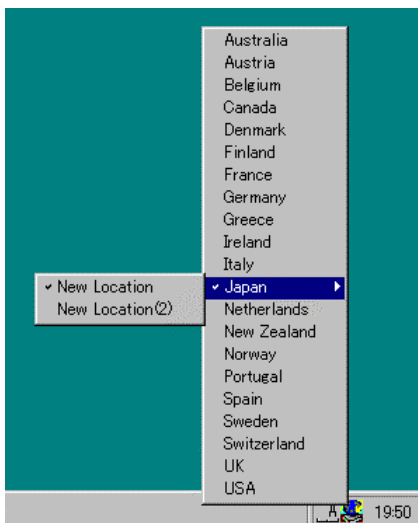 Australia
Austria
Belgium
Canada
Denmark
Finland
France
Germany
Greece
Ireland
Italy
Japan
New Location
New Location(2)
Netherlands
New Zealand
Norway
Portugal
Spain
Sweden
Switzerland
UK
USA
A 19:50